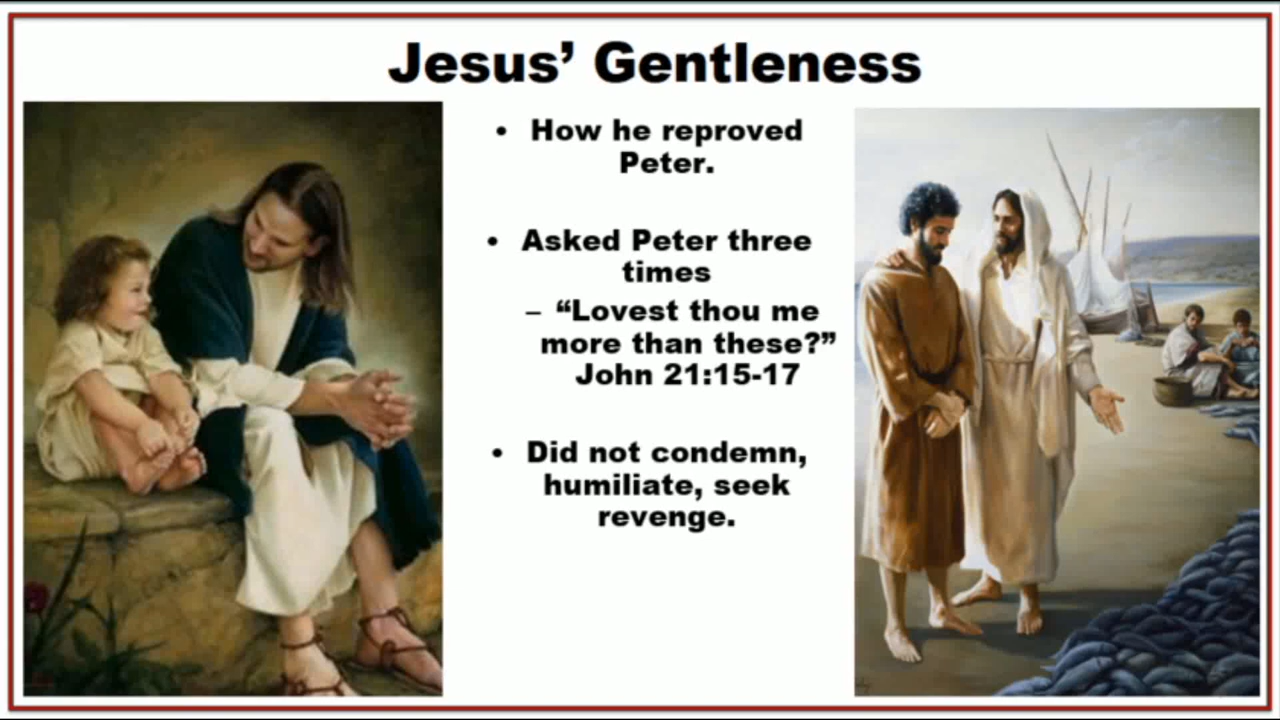 Jesus’ Gentleness
• How he reproved
Peter.
• Asked Peter three
times
– “Lovest thou me
more than these?”
John 21:15-17
• Did not condemn,
humiliate, seek
revenge.